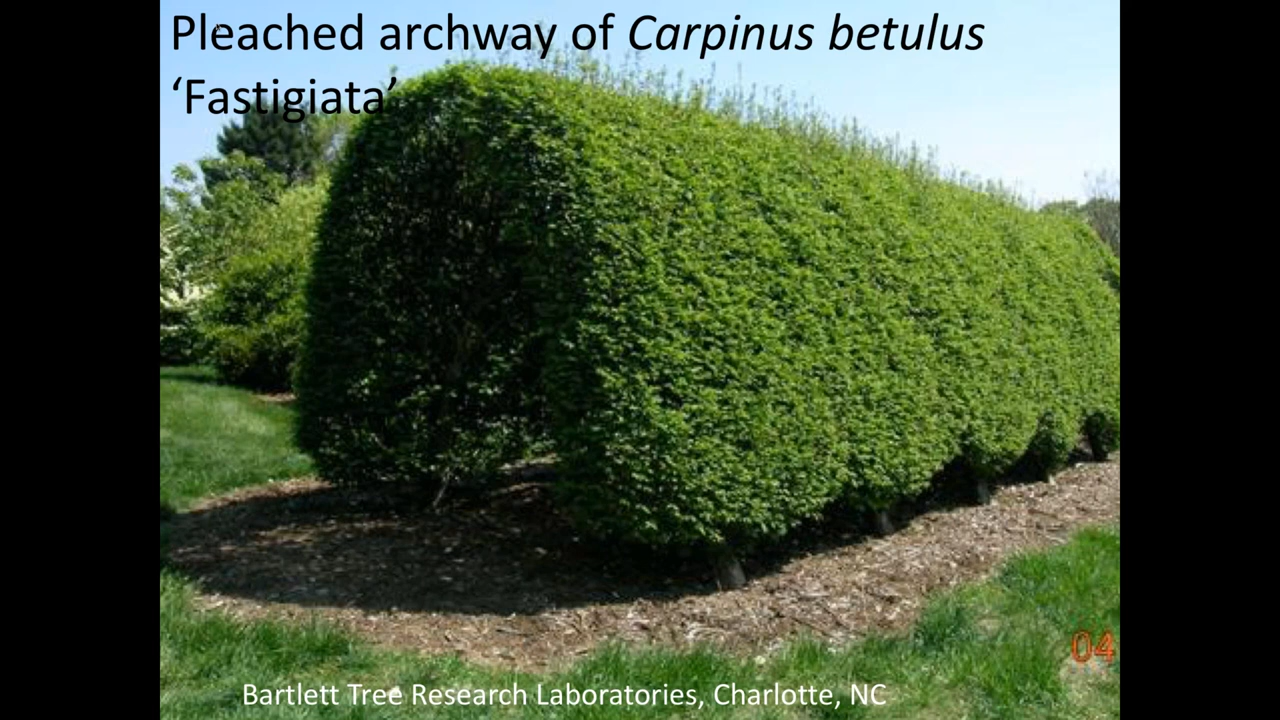 Pleached archway of Carpinus betulus
‘Fastigiata’
04
Bartlett Tree Research Laboratories, Charlotte, NC